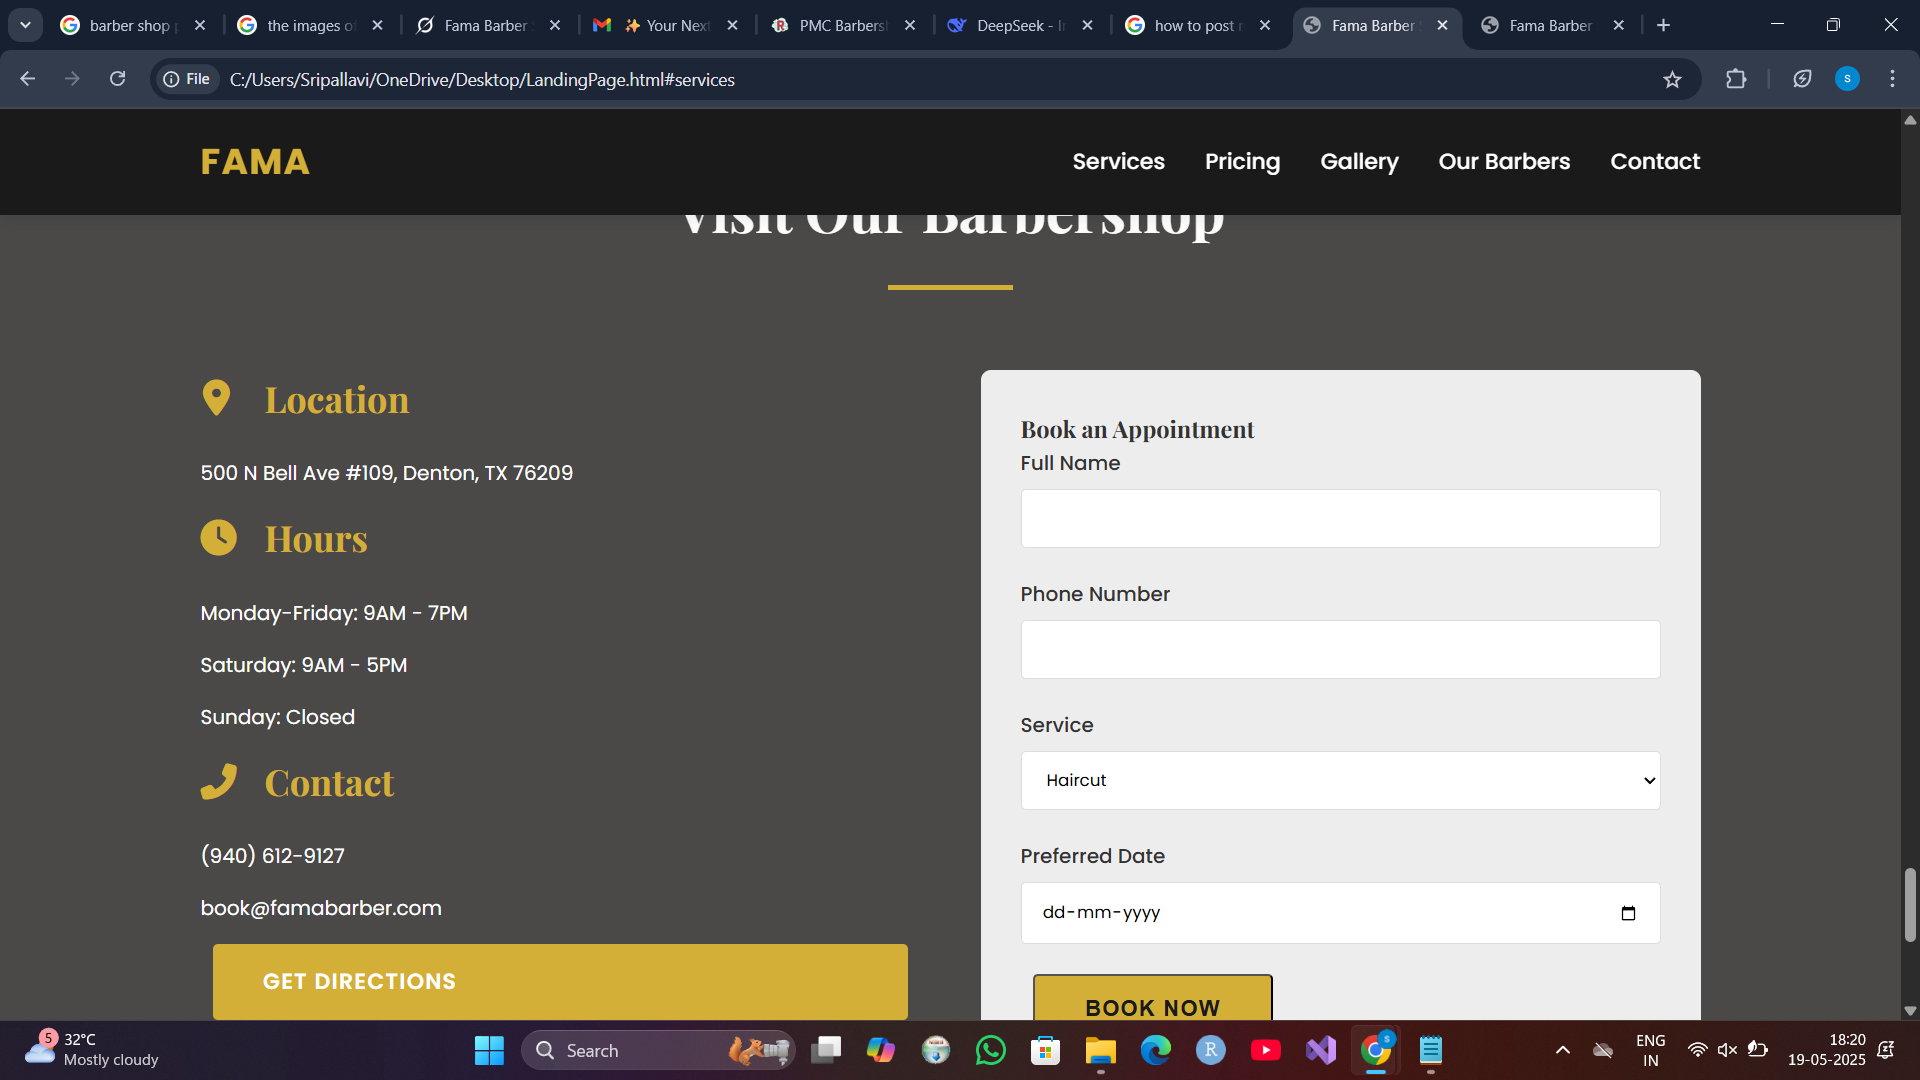 barber shop p
the images of
Fama Barber S
✨ Your Next
PMC Barbersh
DeepSeek - In
how to post m
Fama Barber S
Fama Barber
File
C:/Users/Sripallavi/OneDrive/Desktop/LandingPage.html#services
S
FAMA
Services
Pricing
Gallery
Our Barbers
Contact
Visit Our Barbershop
Location
500 N Bell Ave #109, Denton, TX 76209
Hours
Monday-Friday: 9AM - 7PM
Saturday: 9AM - 5PM
Sunday: Closed
Contact
(940) 612-9127
book@famabarber.com
GET DIRECTIONS
Book an Appointment
Full Name
Phone Number
Service
Haircut
Preferred Date
dd-mm-yyyy
BOOK NOW
5
32°C
Mostly cloudy
Search
R
S
ENG
IN
18:20
19-05-2025